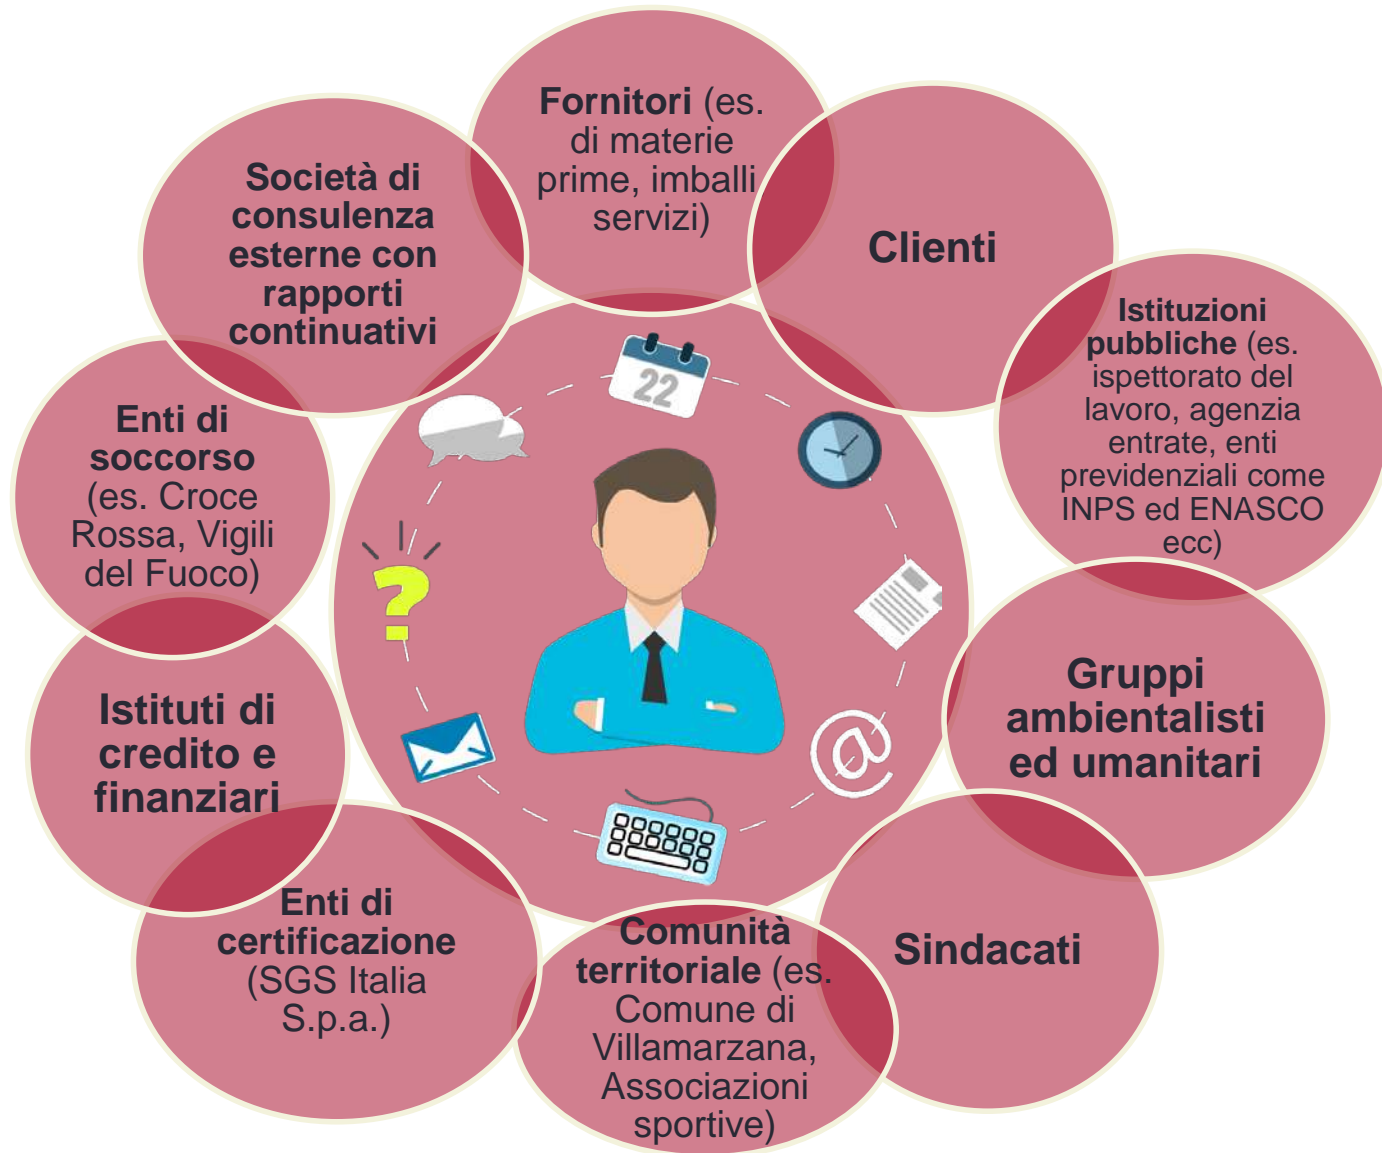 Fornitori (es.
di materie
prime, imballi
servizi)
Clienti
Istituzioni
pubbliche (es.
ispettorato del
lavoro, agenzia
entrate, enti
previdenziali come
INPS ed ENASCO
ecc)
Gruppi
ambientalisti
ed umanitari
Sindacati
Comunità
territoriale (es.
Comune di
Villamarzana,
Associazioni
sportive)
Enti di
certificazione
(SGS Italia
S.p.a.)
Istituti di
credito e
finanziari
Enti di
soccorso
(es. Croce
Rossa, Vigili
del Fuoco)
Società di
consulenza
esterne con
rapporti
continuativi
22
?
@